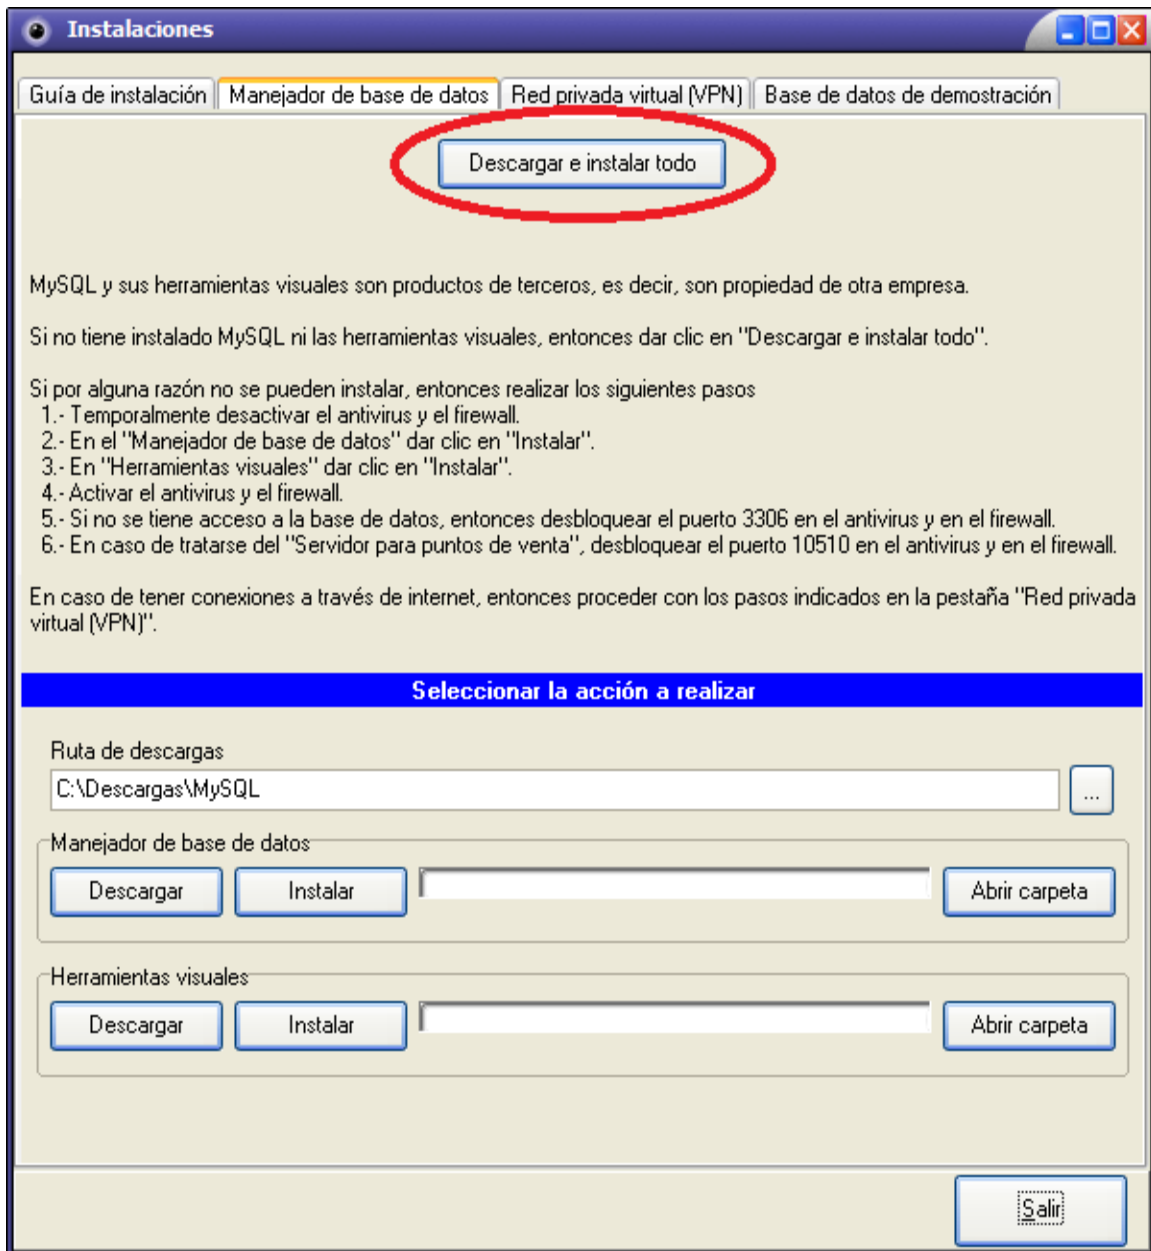 Instalaciones
Guía de instalación
Manejador de base de datos
Red privada virtual (VPN)
Base de datos de demostración
Descargar e instalar todo
MySQL y sus herramientas visuales son productos de terceros, es decir, son propiedad de otra empresa.
Si no tiene instalado MySQL ni las herramientas visuales, entonces dar clic en "Descargar e instalar todo".
Si por alguna razón no se pueden instalar, entonces realizar los siguientes pasos
1.- Temporalmente desactivar el antivirus y el firewall.
2.- En el "Manejador de base de datos" dar clic en "Instalar".
3.- En "Herramientas visuales" dar clic en "Instalar".
4.- Activar el antivirus y el firewall.
5.- Si no se tiene acceso a la base de datos, entonces desbloquear el puerto 3306 en el antivirus y en el firewall.
6.- En caso de tratarse del "Servidor para puntos de venta", desbloquear el puerto 10510 en el antivirus y en el firewall.
En caso de tener conexiones a través de internet, entonces proceder con los pasos indicados en la pestaña "Red privada
virtual (VPN)".
Seleccionar la acción a realizar
Ruta de descargas
C:\Descargas\MySQL
...
Manejador de base de datos
Descargar
Instalar
Abrir carpeta
Herramientas visuales
Descargar
Instalar
Abrir carpeta
Salir